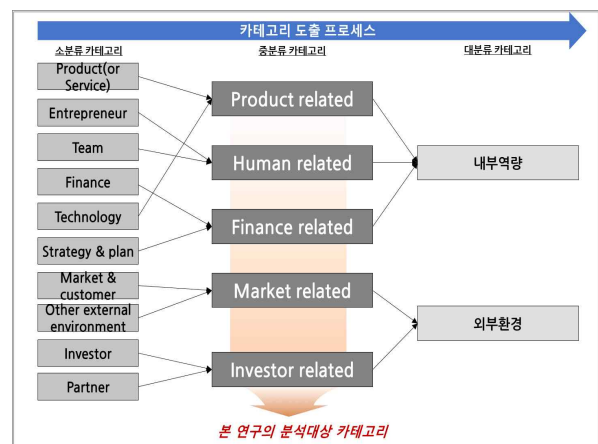 카테고리 도출 프로세스
소분류 카테고리
중분류 카테고리
대분류 카테고리
Product(or
Service)
Entrepreneur
Team
Finance
Technology
Strategy & plan
Market &
customer
Other external
environment
Investor
Partner
Product related
Human related
Finance related
Market related
Investor related
내부역량
외부환경
본 연구의 분석대상 카테고리